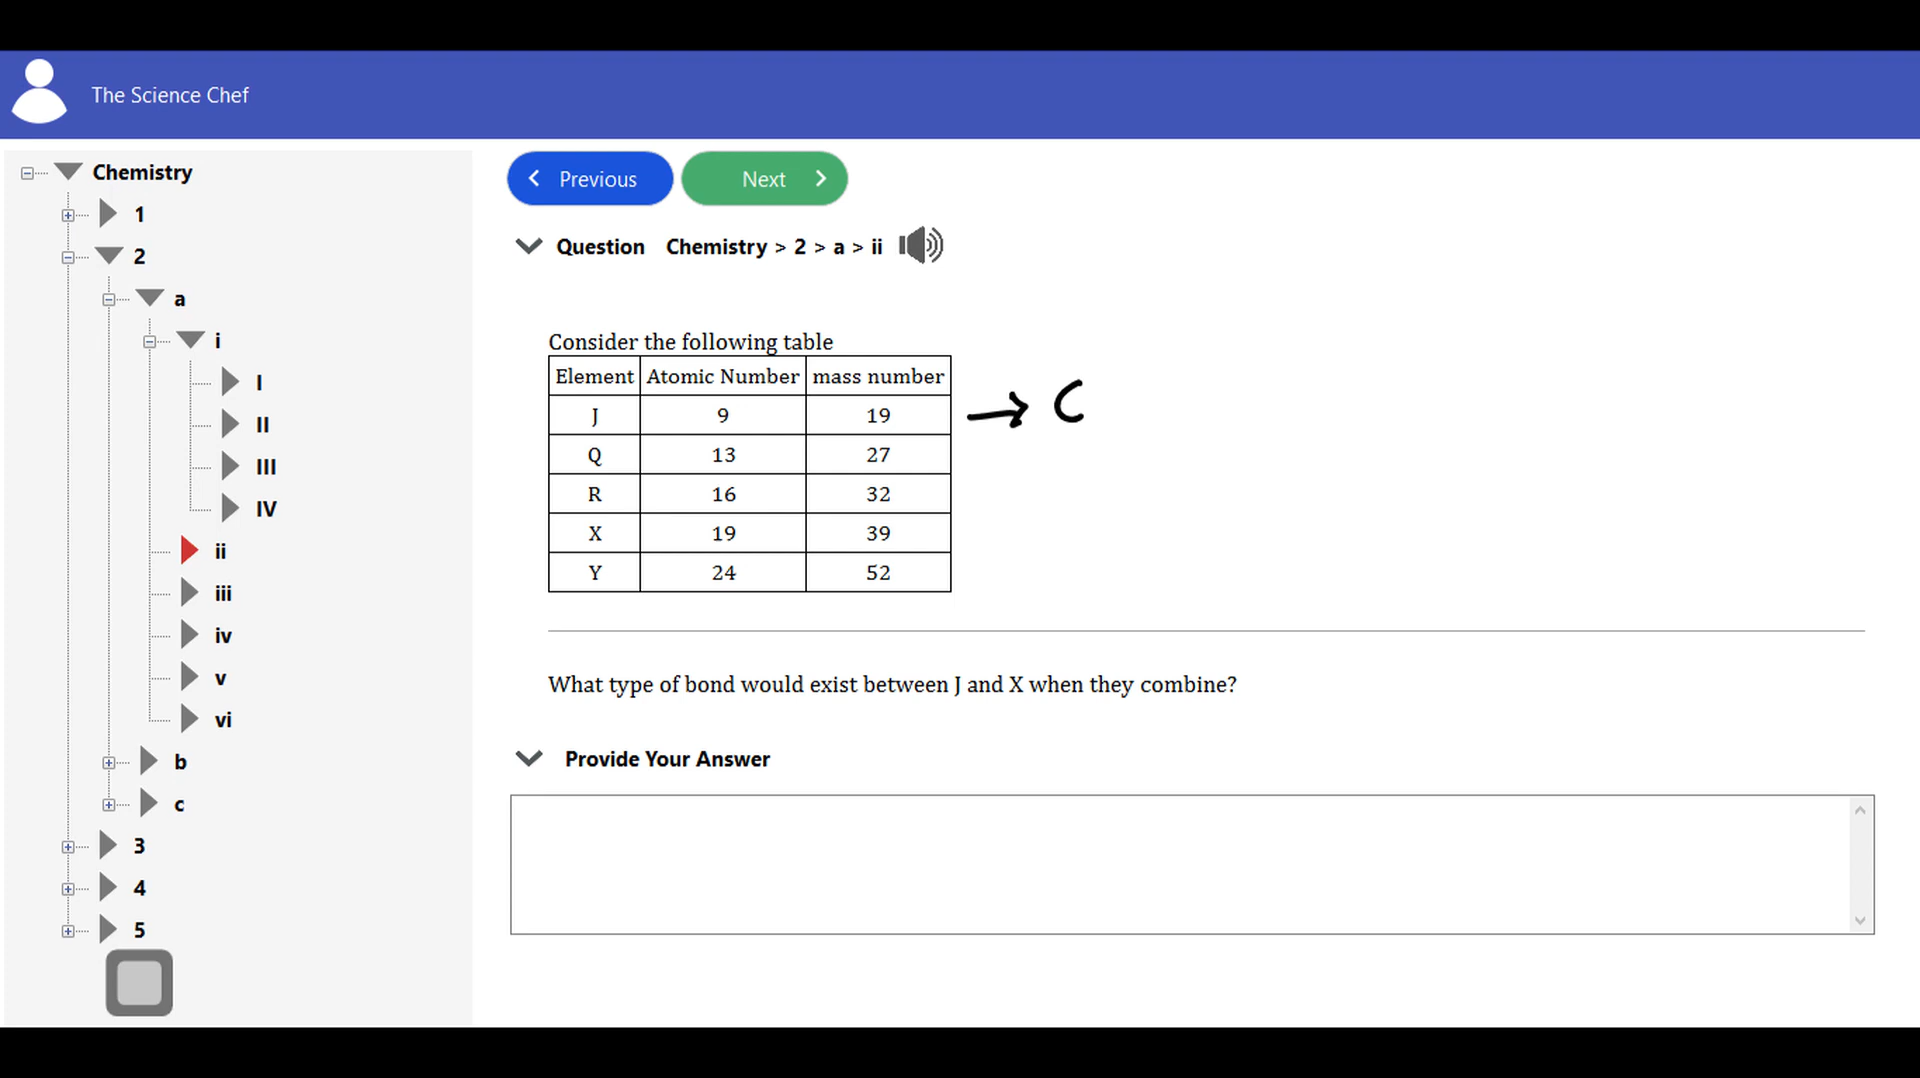 The Science Chef
Chemistry
1
2
a
i
I
II
III
IV
ii
iii
iv
v
vi
b
c
3
4
5
Previous
Next
Question Chemistry > 2 > a > ii
Consider the following table
Element Atomic Number mass number
J 9 19
Q 13 27
R 16 32
X 19 39
Y 24 52
→ C
What type of bond would exist between J and X when they combine?
Provide Your Answer